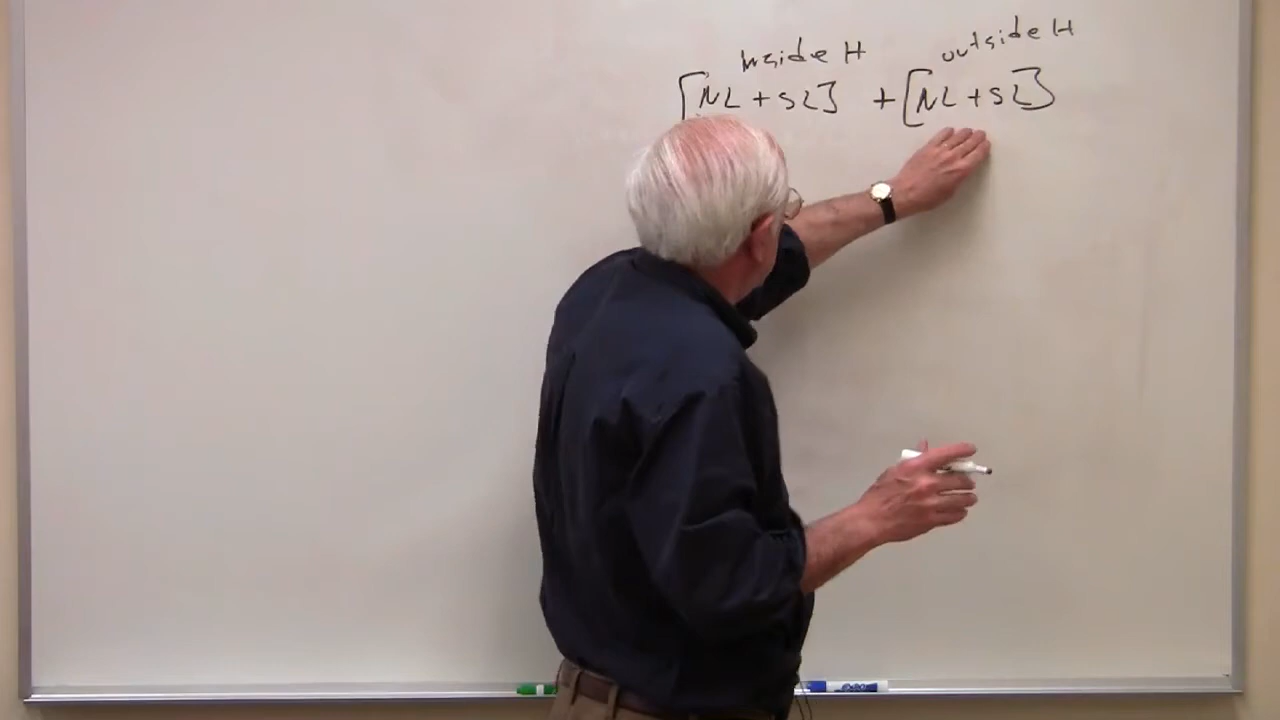 inside H outside H
[NL + SL] + [NL + SL]